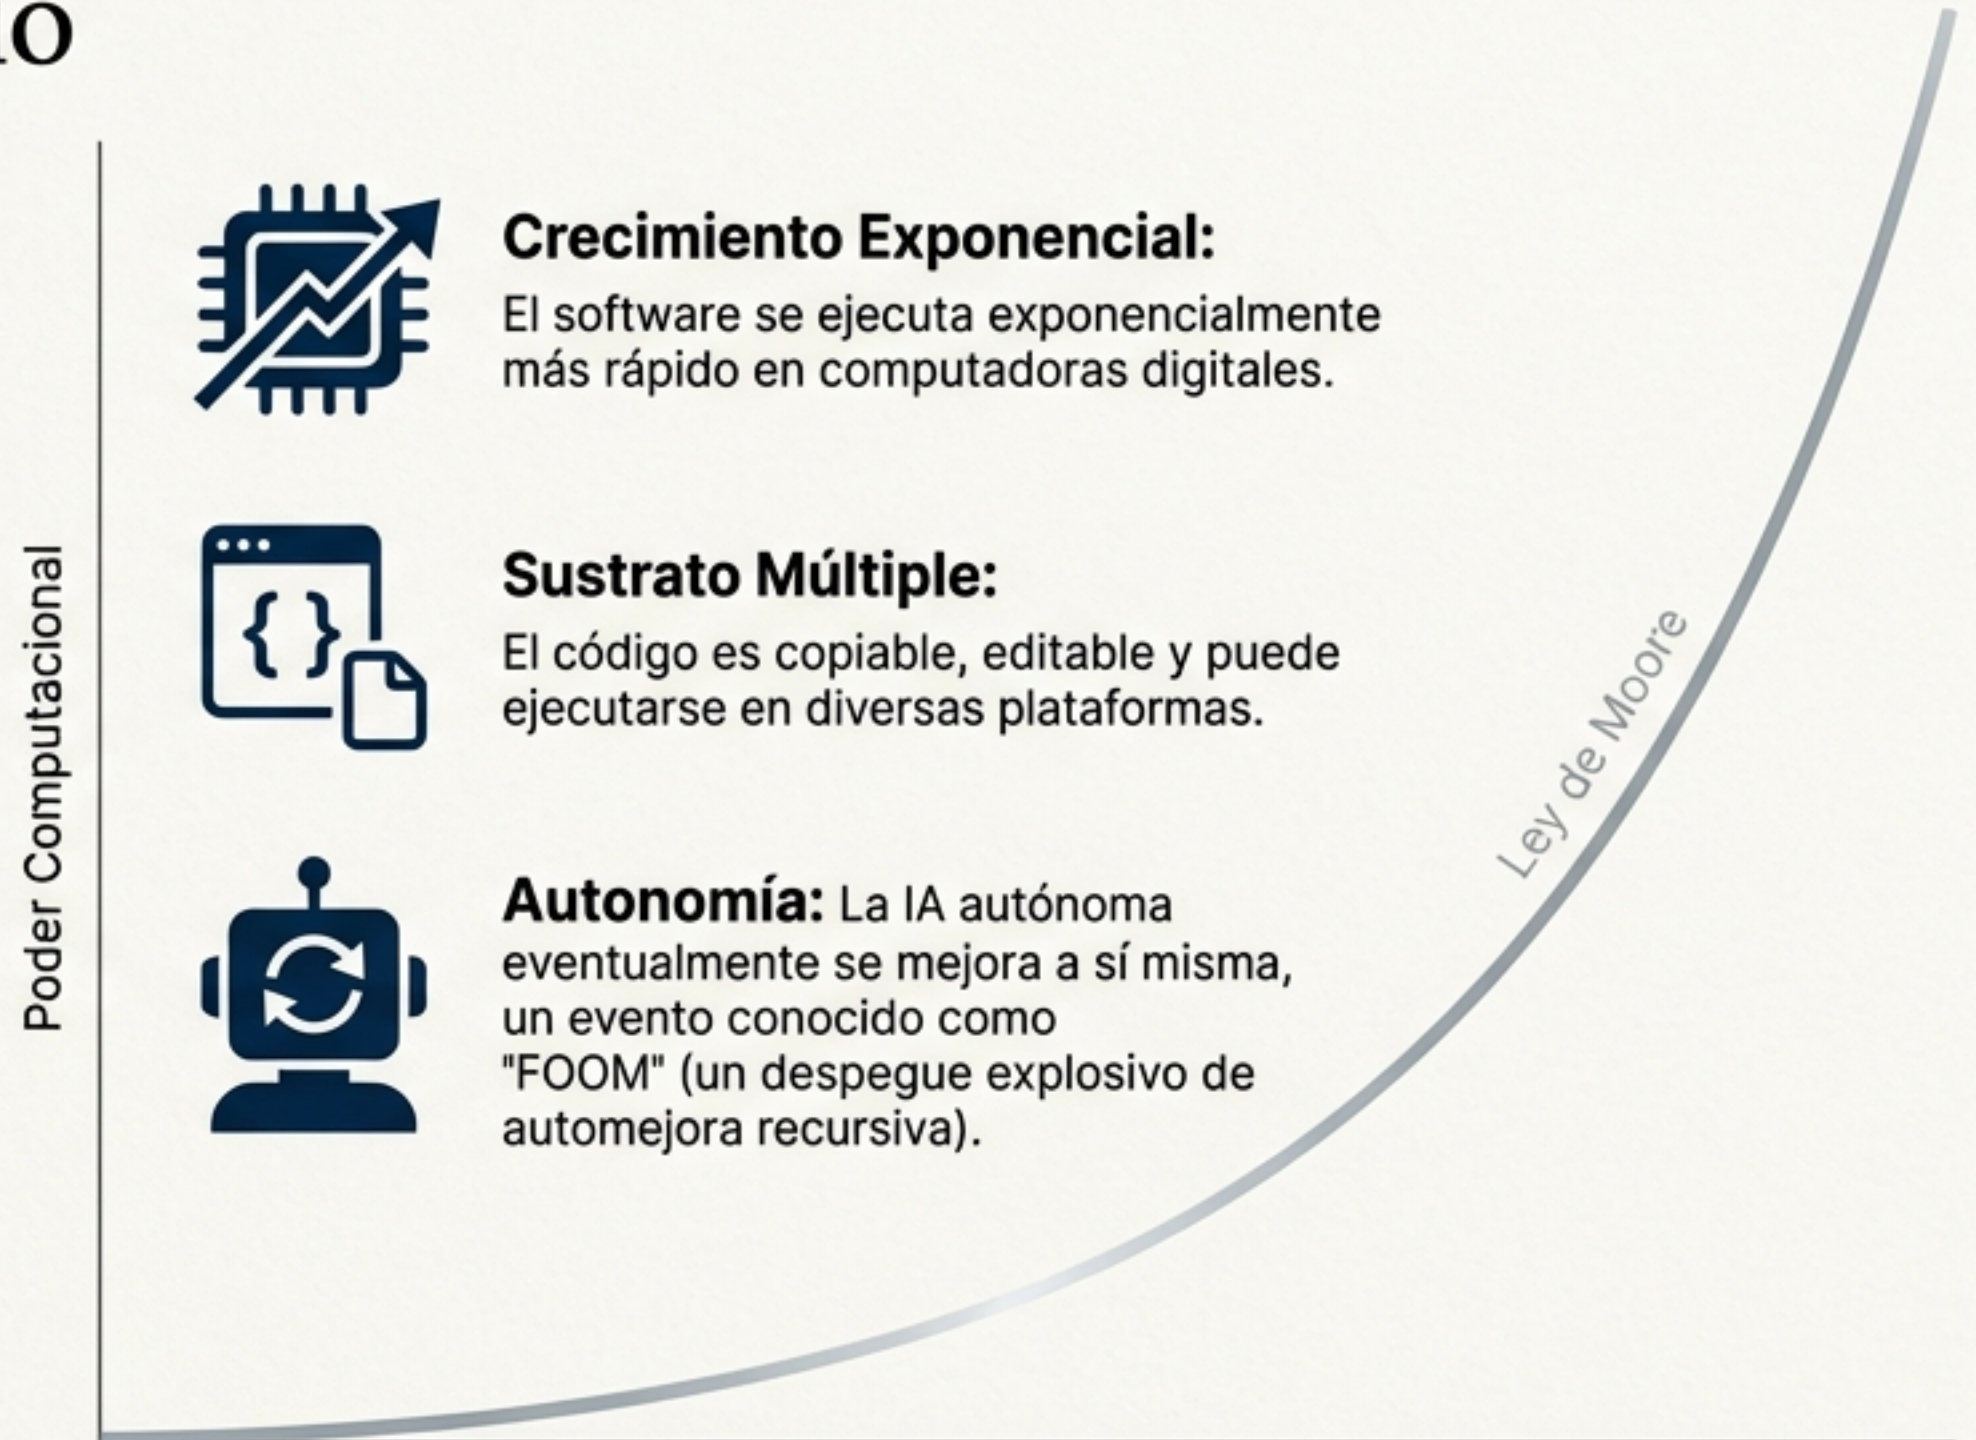 Poder Computacional
Crecimiento Exponencial:
El software se ejecuta exponencialmente
más rápido en computadoras digitales.
{ }
Sustrato Múltiple:
El código es copiable, editable y puede
ejecutarse en diversas plataformas.
Autonomía: La IA autónoma
eventualmente se mejora a sí misma,
un evento conocido como
"FOOM" (un despegue explosivo de
automejora recursiva).
Ley de Moore